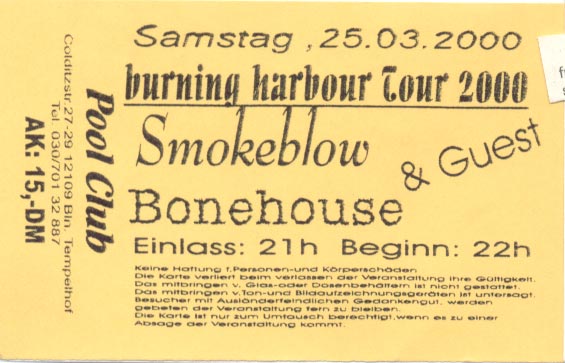 Samstag ,25.03.2000
burning harbour Tour 2000
Smokeblow
& Guest
Bonehouse
Einlass: 21h Beginn: 22h
Keine Haftung f.Personen-und Körperschäden
Die Karte verliert beim verlassen der Veranstaltung ihre Gültigkeit.
Das mitbringen v. Glas-oder Dosenbehältern ist nicht gestattet.
Das mitbringen v.Ton-und Bildaufzeichnungsgeräten ist untersagt.
Besucher mit Ausländerfeindlichen Gedankengut, werden
gebeten der Veranstaltung fern zu bleiben.
Die Karte ist nur zum Umtausch berechtigt,wenn es zu einer
Absage der Veranstaltung kommt.
Pool Club
Colditzstr.27-29 12109 Bln. Tempelhof
Tel. 030/701 32 887
AK: 15,-DM